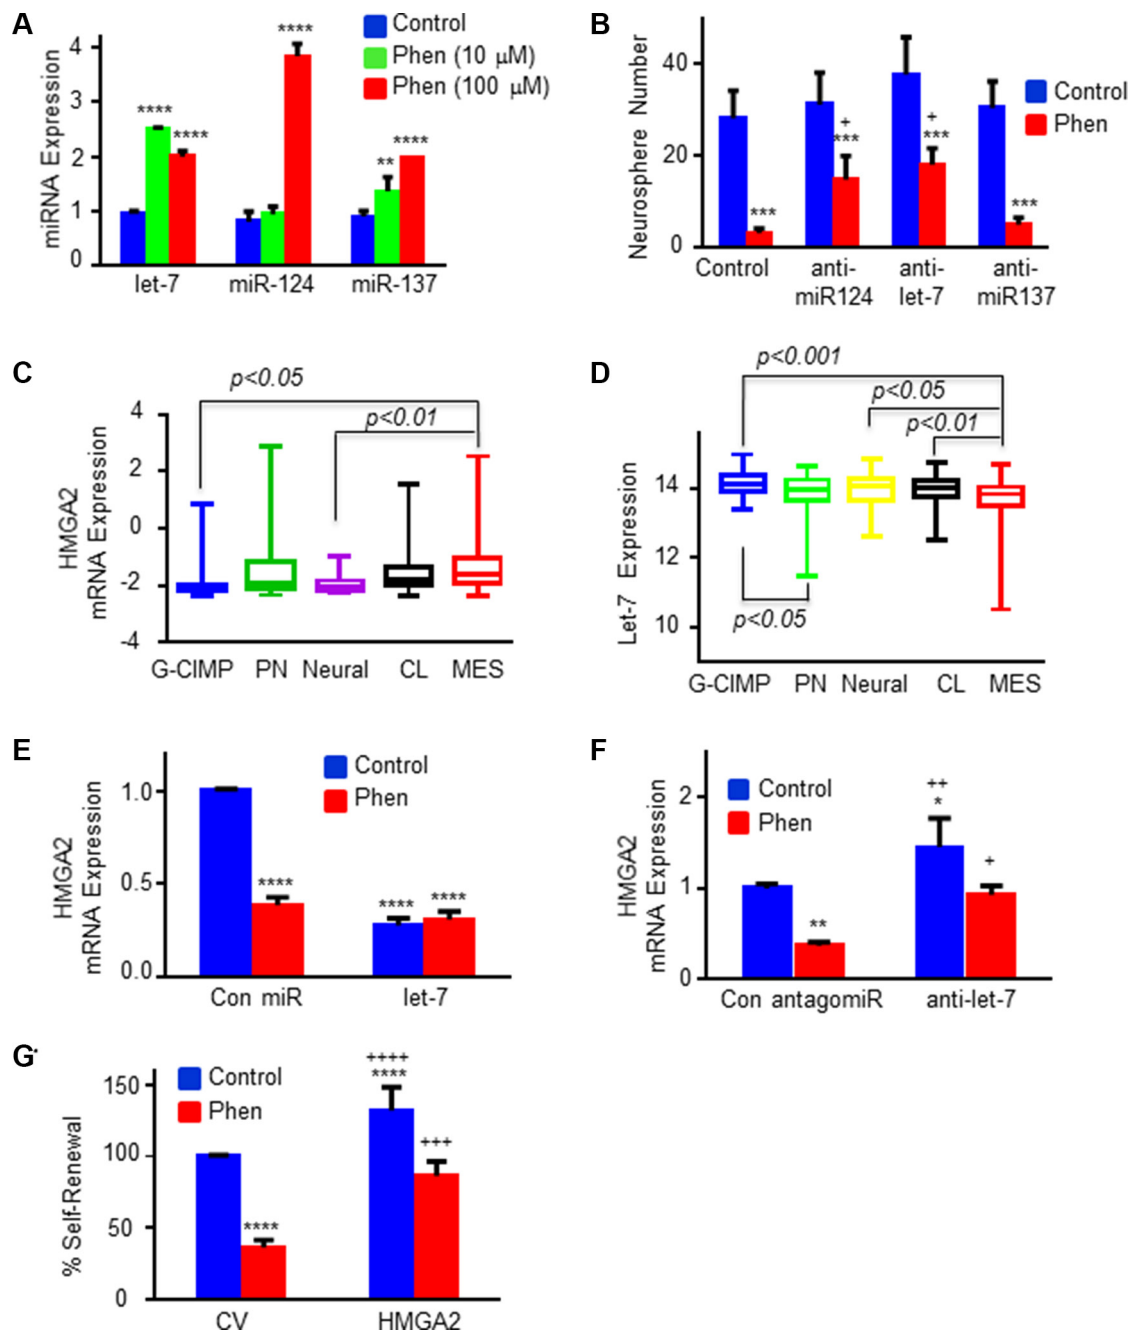 A
miRNA Expression
4
3
2
1
0
****
****
****
**
****
Control
Phen (10 µM)
Phen (100 µM)
let-7
miR-124
miR-137
B
Neurosphere Number
40
20
0
***
+
***
+
***
***
Control
Phen
Control
anti-
miR124
anti-
let-7
anti-
miR137
C
HMGA2
mRNA Expression
4
2
0
-2
-4
p<0.05
p<0.01
G-CIMP
PN
Neural
CL
MES
D
Let-7 Expression
14
12
10
p<0.001
p<0.05
p<0.01
p<0.05
G-CIMP
PN
Neural
CL
MES
E
HMGA2
mRNA Expression
1.0
0.5
0.0
Control
Phen
****
****
****
Con miR
let-7
F
HMGA2
mRNA Expression
2
1
0
Control
Phen
**
++
*
+
Con antagomiR
anti-let-7
G
% Self-Renewal
150
100
50
0
Control
Phen
****
++++
****
+++
CV
HMGA2